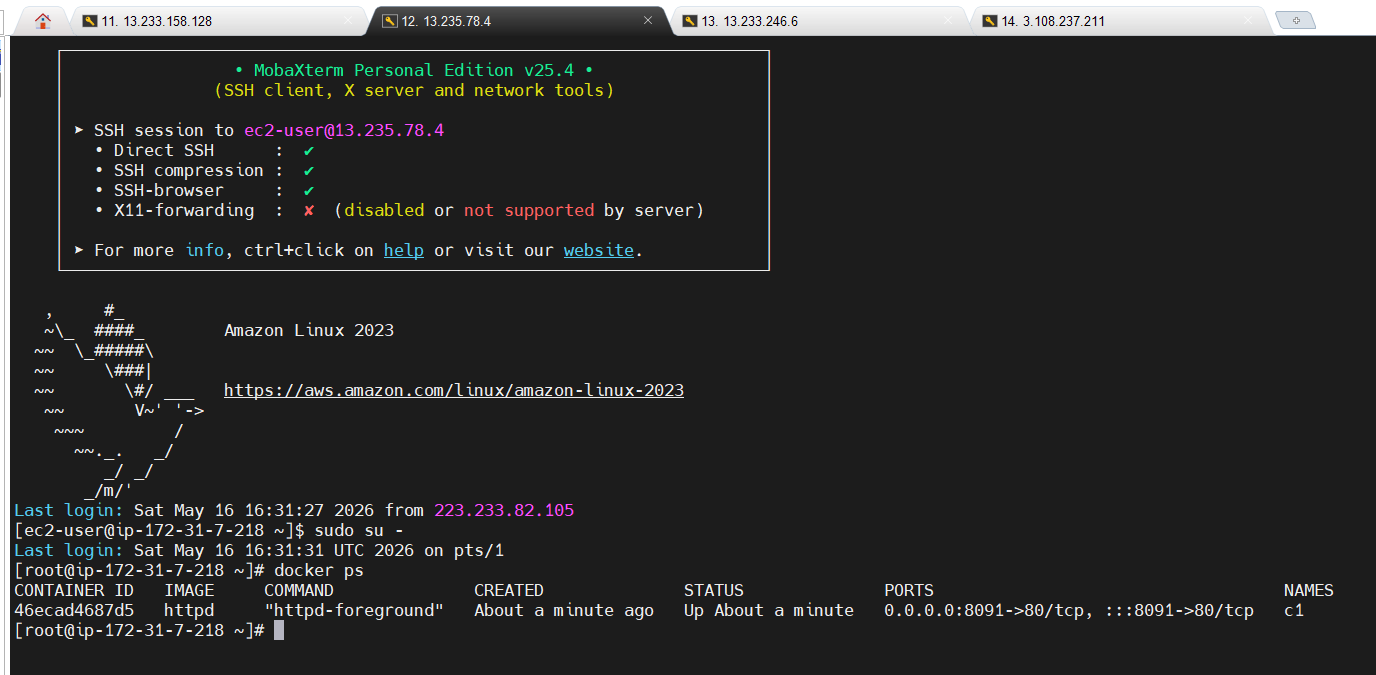 11. 13.233.158.128
12. 13.235.78.4
13. 13.233.246.6
14. 3.108.237.211
• MobaXterm Personal Edition v25.4 •
(SSH client, X server and network tools)
➤ SSH session to ec2-user@13.235.78.4
• Direct SSH      :  ✔
• SSH compression :  ✔
• SSH-browser     :  ✔
• X11-forwarding  :  ✘  (disabled or not supported by server)
➤ For more info, ctrl+click on help or visit our website.
   ,     #_
   ~\_  ####_        Amazon Linux 2023
  ~~  \_#####\
  ~~     \###|
  ~~       \#/ ___   https://aws.amazon.com/linux/amazon-linux-2023
   ~~       V~' '->
    ~~~         /
      ~~._.   _/
         _/ _/
       _/m/'
Last login: Sat May 16 16:31:27 2026 from 223.233.82.105
[ec2-user@ip-172-31-7-218 ~]$ sudo su -
Last login: Sat May 16 16:31:31 UTC 2026 on pts/1
[root@ip-172-31-7-218 ~]# docker ps
CONTAINER ID   IMAGE     COMMAND              CREATED              STATUS              PORTS                                   NAMES
46ecad4687d5   httpd     "httpd-foreground"   About a minute ago   Up About a minute   0.0.0.0:8091->80/tcp, :::8091->80/tcp   c1
[root@ip-172-31-7-218 ~]#